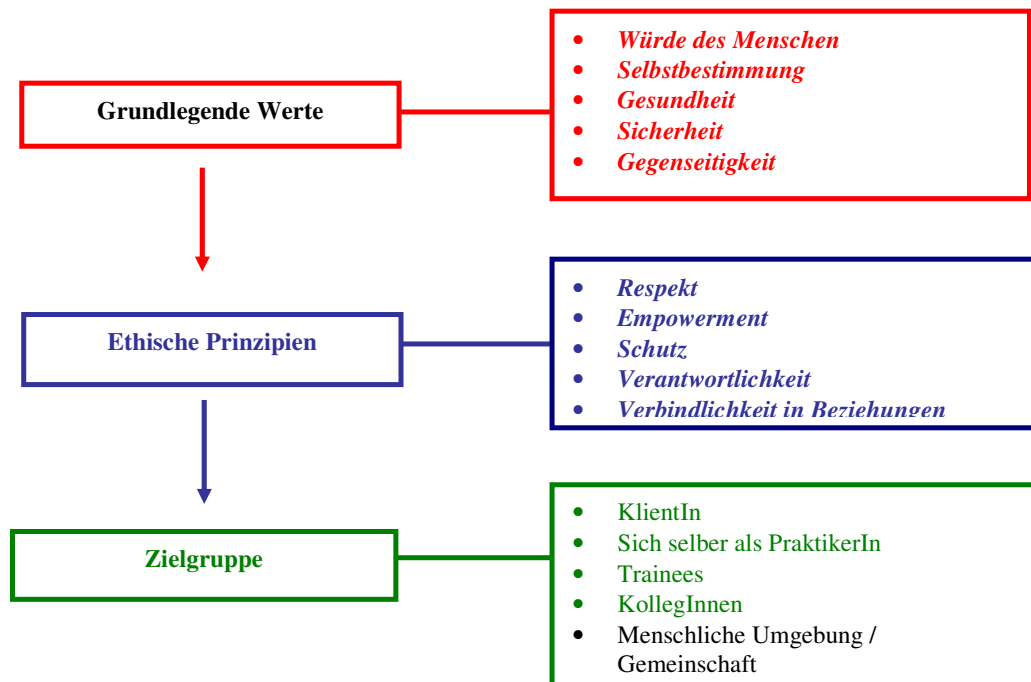 Grundlegende Werte
• Würde des Menschen
• Selbstbestimmung
• Gesundheit
• Sicherheit
• Gegenseitigkeit
Ethische Prinzipien
• Respekt
• Empowerment
• Schutz
• Verantwortlichkeit
• Verbindlichkeit in Beziehungen
Zielgruppe
• KlientIn
• Sich selber als PraktikerIn
• Trainees
• KollegInnen
• Menschliche Umgebung /
Gemeinschaft